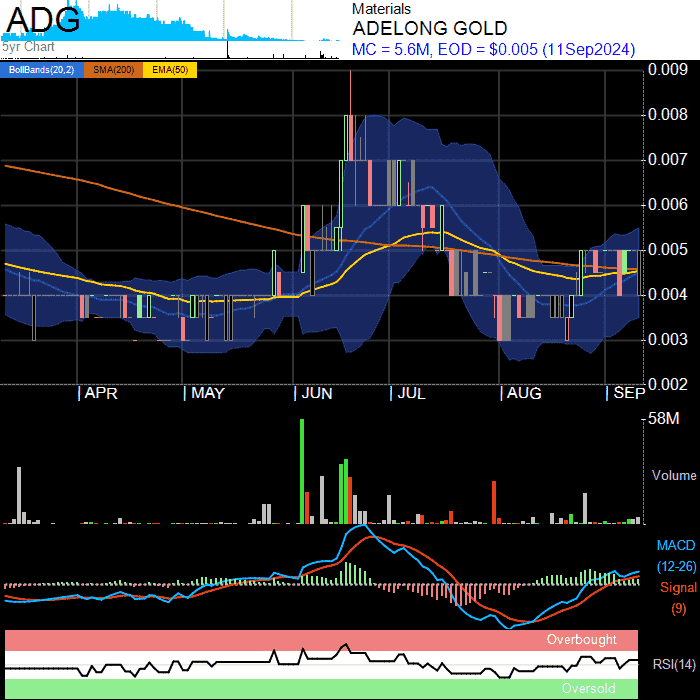 ADG
5yr Chart
Materials
ADELONG GOLD
MC = 5.6M, EOD = $0.005 (11Sep2024)
BollBands(20,2) SMA(200) EMA(50)
0.009
0.008
0.007
0.006
0.005
0.004
0.003
0.002
APR MAY JUN JUL AUG SEP
58M
Volume
MACD
(12-26)
Signal
(9)
Overbought
RSI(14)
Oversold